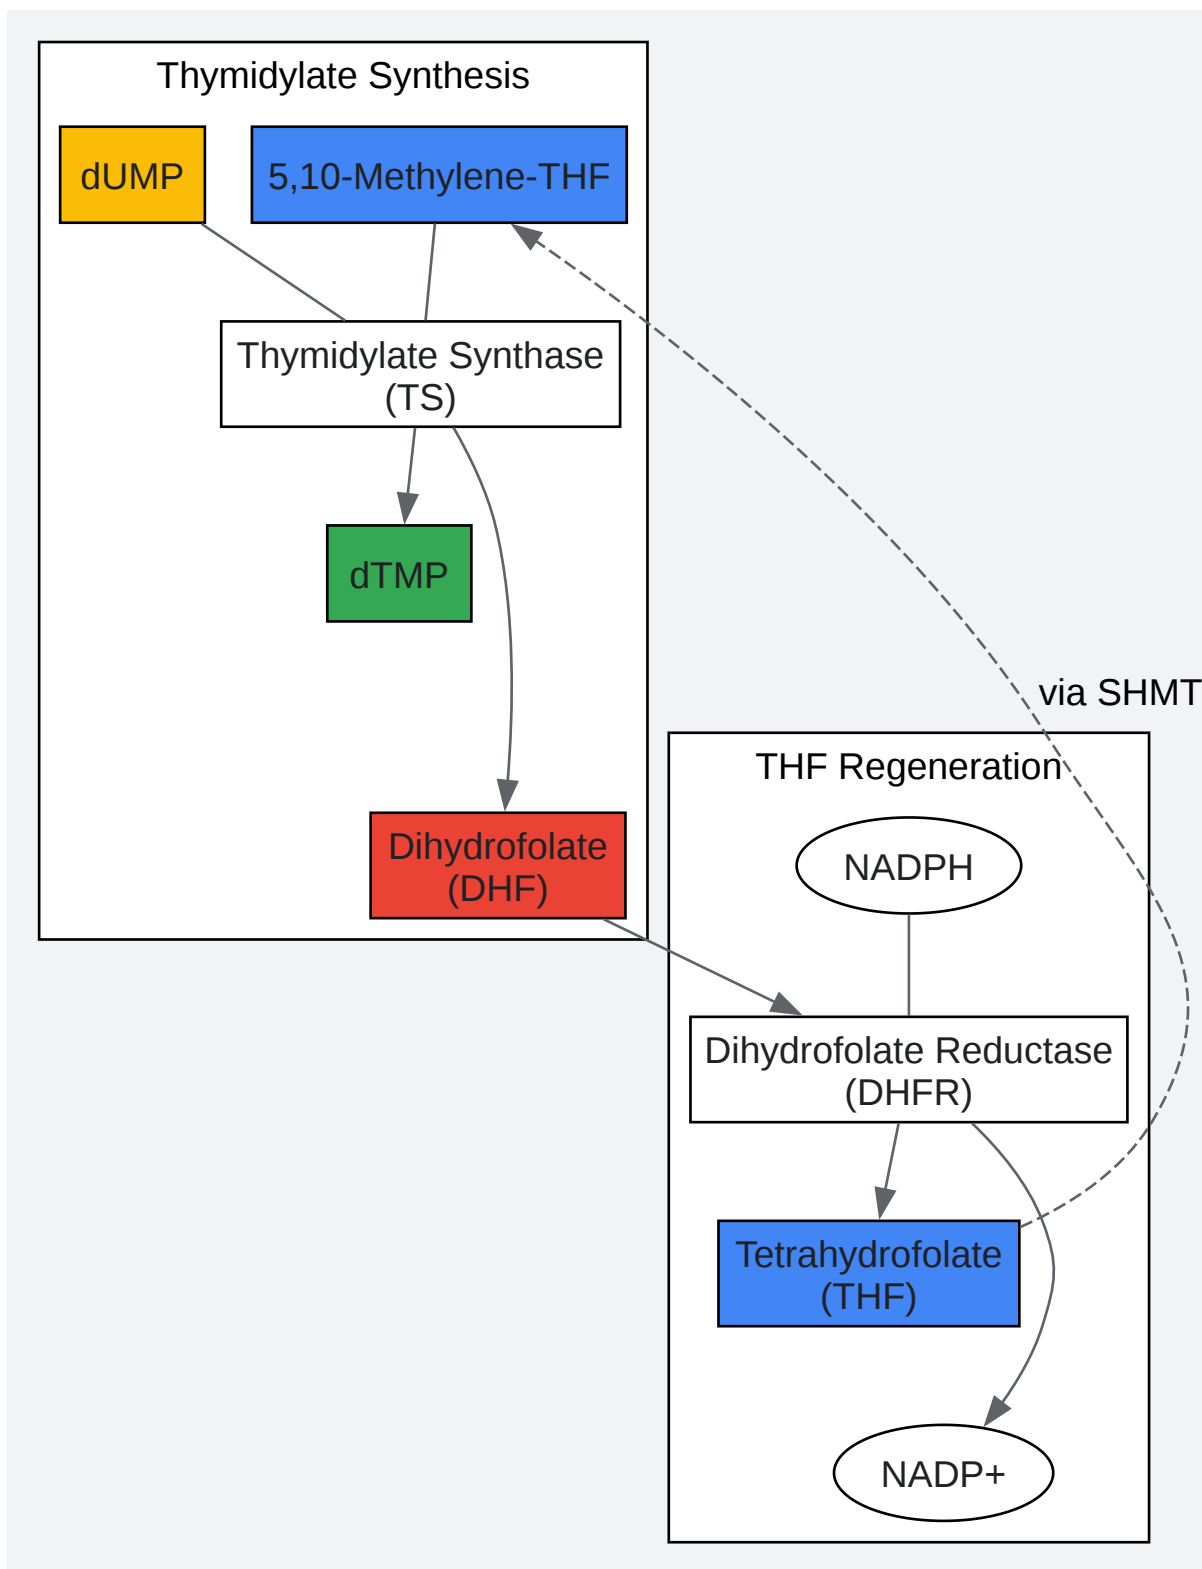 Thymidylate Synthesis
dUMP
5,10-Methylene-THF
Thymidylate Synthase
(TS)
dTMP
via SHMT
THF Regeneration
Dihydrofolate
(DHF)
NADPH
Dihydrofolate Reductase
(DHFR)
Tetrahydrofolate
(THF)
NADP+